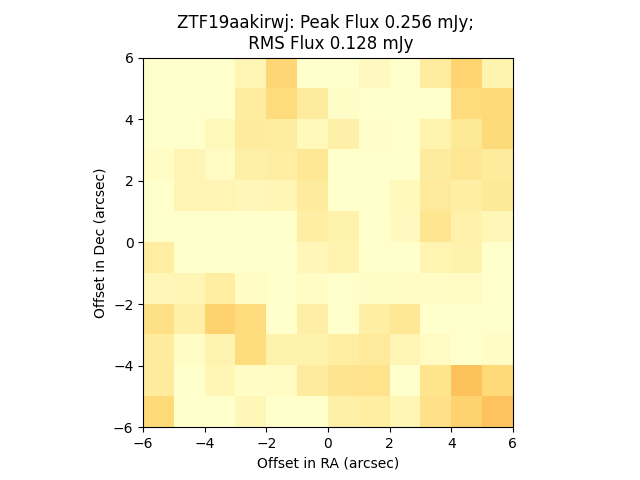 ZTF19aakirwj: Peak Flux 0.256 mJy;
RMS Flux 0.128 mJy
6
4
2
0
−2
−4
−6
Offset in Dec (arcsec)
−6 −4 −2 0 2 4 6
Offset in RA (arcsec)